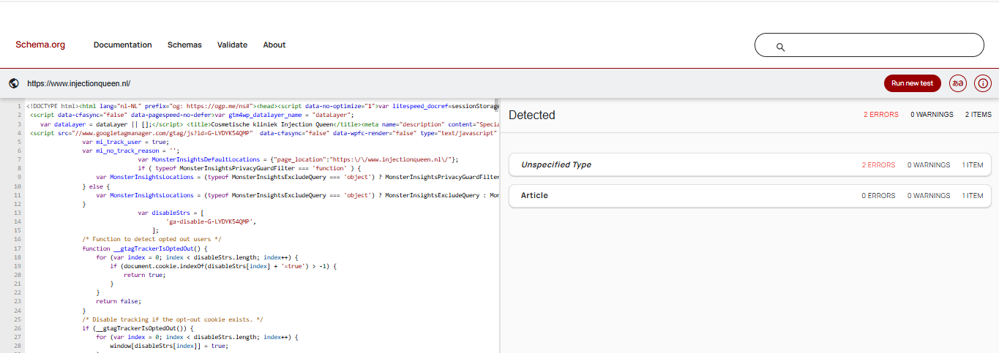 Schema.org
Documentation
Schemas
Validate
About
https://www.injectionqueen.nl/
Run new test
あa
1 <!DOCTYPE html><html lang="nl-NL" prefix="og: https://ogp.me/ns#"><head><script data-no-optimize="1">var litespeed_docref=sessionStorage
2 <script data-cfasync="false" data-pagespeed-no-defer>var gtm4wp_datalayer_name = "dataLayer";
3 var dataLayer = dataLayer || [];</script> <title>Cosmetische kliniek Injection Queen</title><meta name="description" content="Specia
4 <script src="//www.googletagmanager.com/gtag/js?id=G-LYDYK54QMP" data-cfasync="false" data-wpfc-render="false" type="text/javascript"
5 var mi_track_user = true;
6 var mi_no_track_reason = '';
7 var MonsterInsightsDefaultLocations = {"page_location":"https:\/\/www.injectionqueen.nl\/"};
8 if ( typeof MonsterInsightsPrivacyGuardFilter === 'function' ) {
9 var MonsterInsightsLocations = (typeof MonsterInsightsExcludeQuery === 'object') ? MonsterInsightsPrivacyGuardFilter
10 } else {
11 var MonsterInsightsLocations = (typeof MonsterInsightsExcludeQuery === 'object') ? MonsterInsightsExcludeQuery : Mon
12 }
13 var disableStrs = [
14 'ga-disable-G-LYDYK54QMP',
15 ];
16 /* Function to detect opted out users */
17 function __gtagTrackerIsOptedOut() {
18 for (var index = 0; index < disableStrs.length; index++) {
19 if (document.cookie.indexOf(disableStrs[index] + '=true') > -1) {
20 return true;
21 }
22 }
23 return false;
24 }
25 /* Disable tracking if the opt-out cookie exists. */
26 if (__gtagTrackerIsOptedOut()) {
27 for (var index = 0; index < disableStrs.length; index++) {
28 window[disableStrs[index]] = true;
Detected
2 ERRORS 0 WARNINGS 2 ITEMS
Unspecified Type 2 ERRORS 0 WARNINGS 1 ITEM
Article 0 ERRORS 0 WARNINGS 1 ITEM